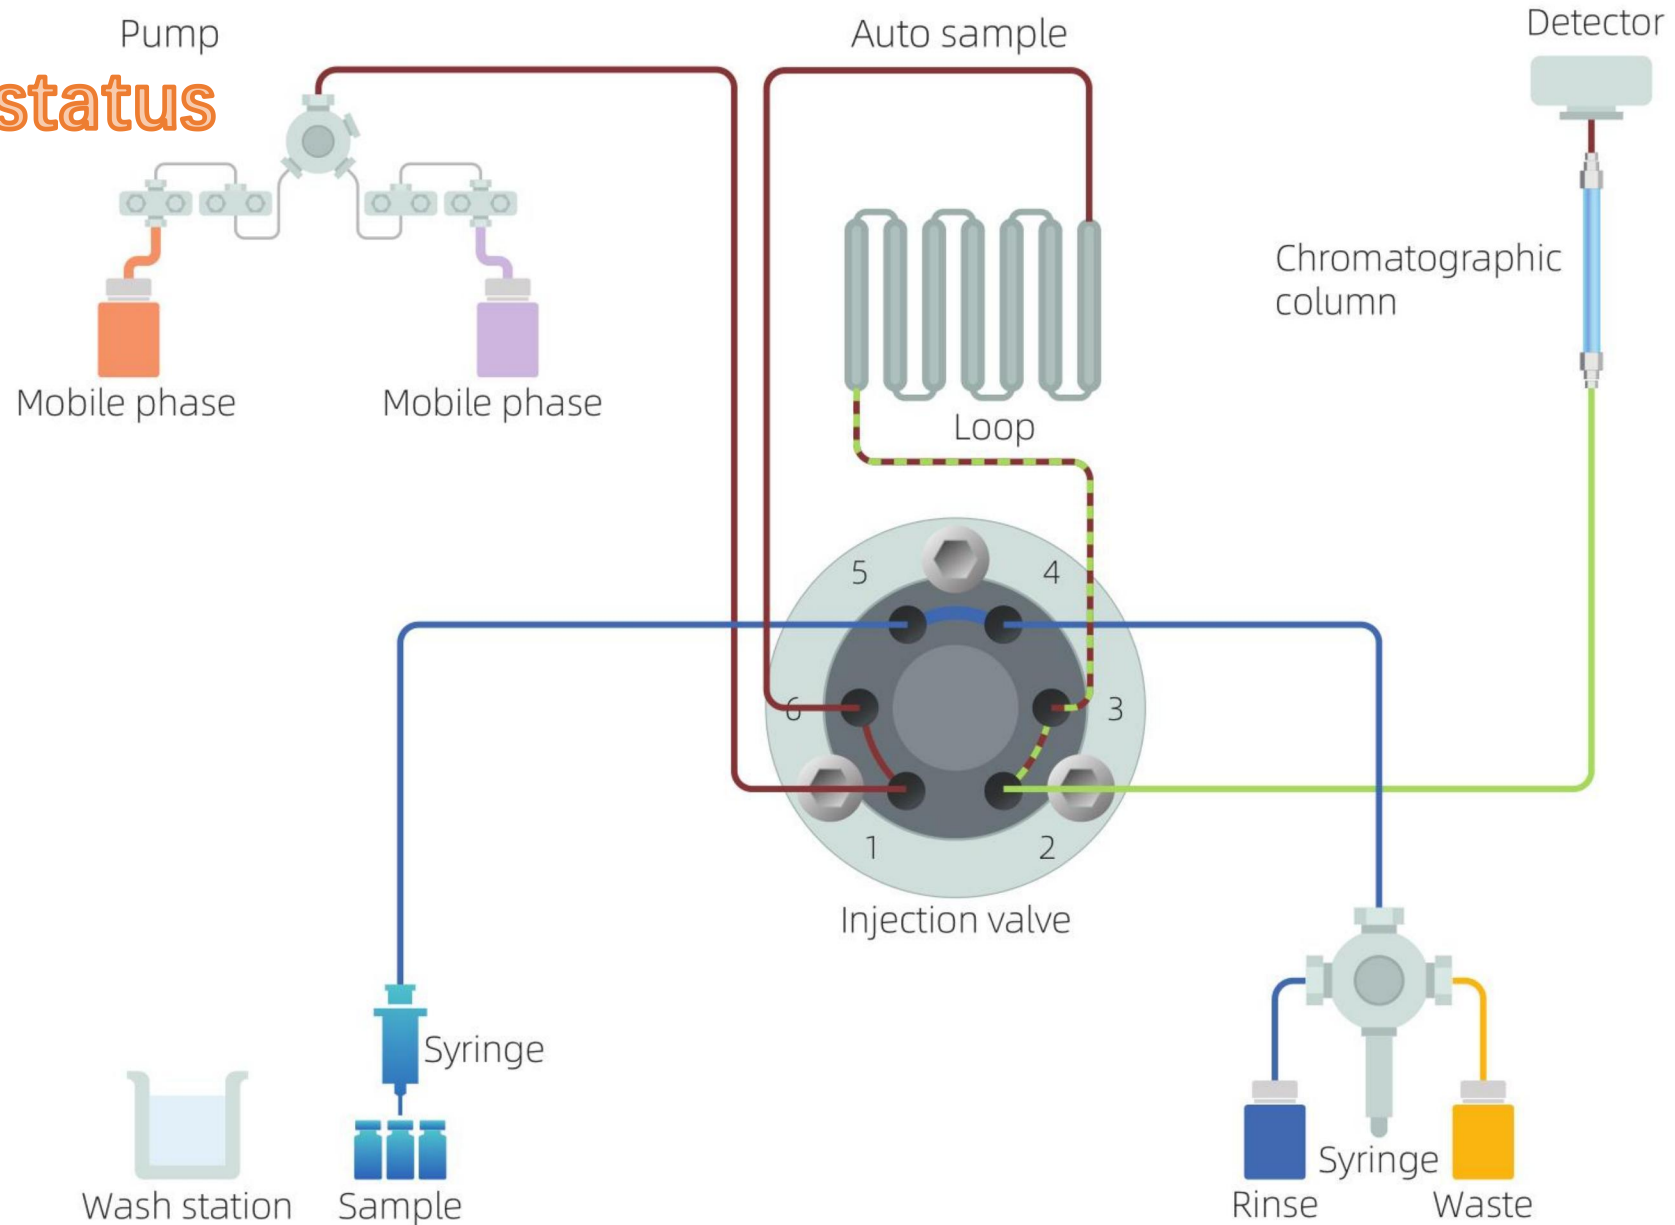 Pump
Auto sample
Detector
status
Chromatographic
column
Mobile phase
Mobile phase
Loop
5
4
6
3
1
2
Injection valve
Syringe
Syringe
Wash station
Sample
Rinse
Waste